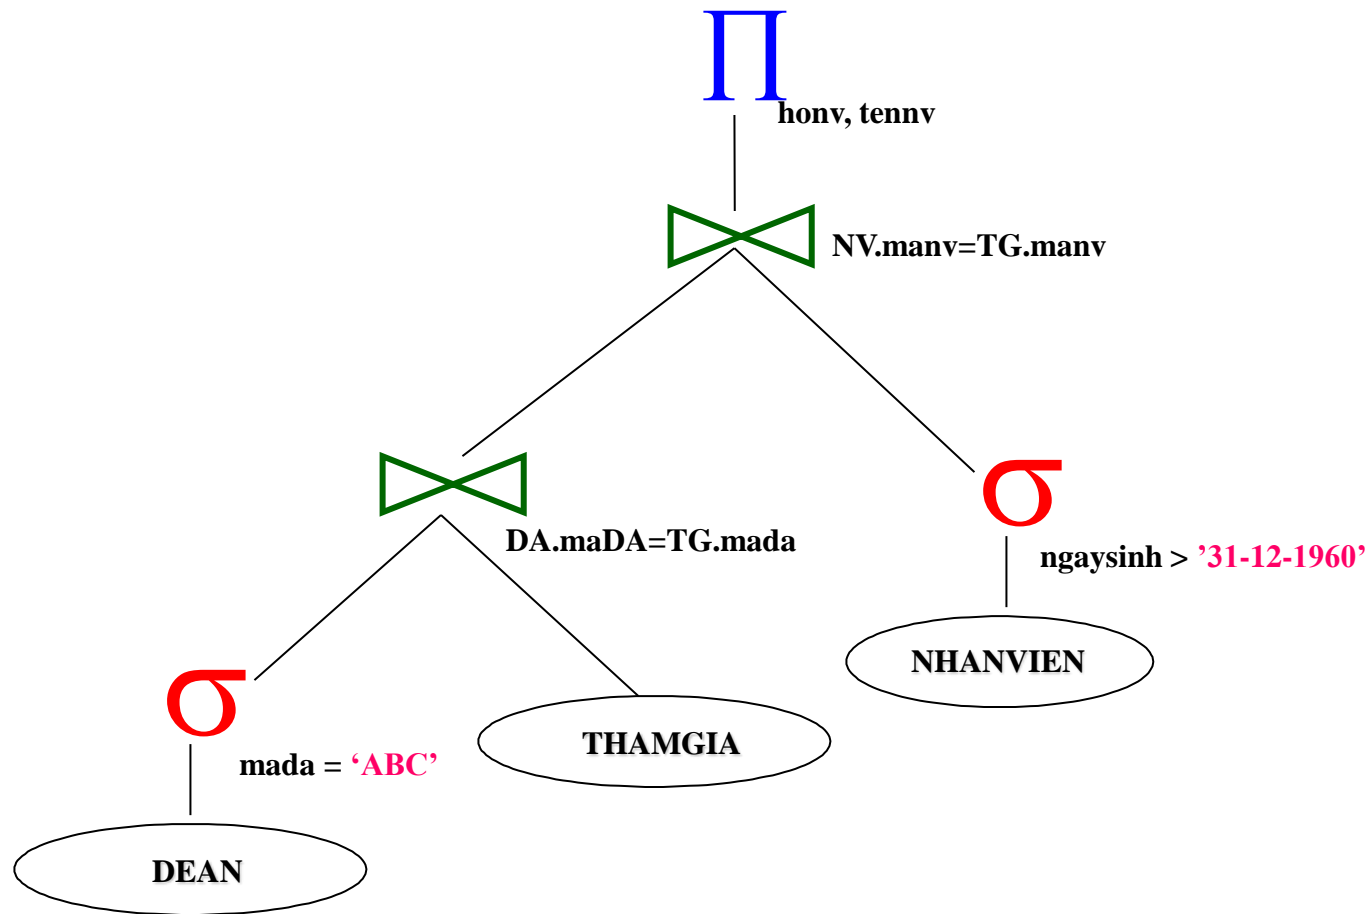 ∏
honv, tennv
NV.manv=TG.manv
DA.maDA=TG.mada
σ
ngaysinh > ’31-12-1960’
NHANVIEN
σ
mada = ‘ABC’
THAMGIA
DEAN